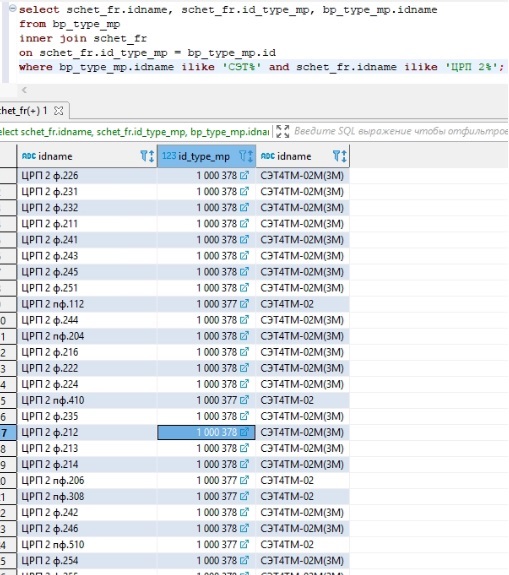 select schet_fr.idname, schet_fr.id_type_mp, bp_type_mp.idname
from bp_type_mp
inner join schet_fr
on schet_fr.id_type_mp = bp_type_mp.id
where bp_type_mp.idname ilike 'СЭТ%' and schet_fr.idname ilike 'ЦРП 2%';
het_fr(+) 1
elect schet_fr.idname, schet_fr.id_type_mp, bp_type_mp.idnai Введите SQL выражение чтобы отфильтрове
ABC idname 123 id_type_mp ABC idname
ЦРП 2 ф.226 1 000 378 СЭТ4ТМ-02М(3М)
ЦРП 2 ф.231 1 000 378 СЭТ4ТМ-02М(3М)
ЦРП 2 ф.232 1 000 378 СЭТ4ТМ-02М(3М)
ЦРП 2 ф.211 1 000 378 СЭТ4ТМ-02М(3М)
ЦРП 2 ф.241 1 000 378 СЭТ4ТМ-02М(3М)
ЦРП 2 ф.243 1 000 378 СЭТ4ТМ-02М(3М)
ЦРП 2 ф.245 1 000 378 СЭТ4ТМ-02М(3М)
ЦРП 2 ф.251 1 000 378 СЭТ4ТМ-02М(3М)
ЦРП 2 пф.112 1 000 377 СЭТ4ТМ-02
0 ЦРП 2 ф.244 1 000 378 СЭТ4ТМ-02М(3М)
1 ЦРП 2 пф.204 1 000 378 СЭТ4ТМ-02М(3М)
2 ЦРП 2 ф.216 1 000 378 СЭТ4ТМ-02М(3М)
3 ЦРП 2 ф.222 1 000 378 СЭТ4ТМ-02М(3М)
4 ЦРП 2 ф.224 1 000 378 СЭТ4ТМ-02М(3М)
5 ЦРП 2 пф.410 1 000 377 СЭТ4ТМ-02
6 ЦРП 2 ф.235 1 000 378 СЭТ4ТМ-02М(3М)
7 ЦРП 2 ф.212 1 000 378 СЭТ4ТМ-02М(3М)
8 ЦРП 2 ф.213 1 000 378 СЭТ4ТМ-02М(3М)
9 ЦРП 2 ф.214 1 000 378 СЭТ4ТМ-02М(3М)
0 ЦРП 2 пф.206 1 000 377 СЭТ4ТМ-02
1 ЦРП 2 пф.308 1 000 377 СЭТ4ТМ-02
2 ЦРП 2 ф.242 1 000 378 СЭТ4ТМ-02М(3М)
3 ЦРП 2 ф.246 1 000 378 СЭТ4ТМ-02М(3М)
4 ЦРП 2 пф.510 1 000 377 СЭТ4ТМ-02
5 ЦРП 2 ф.254 1 000 378 СЭТ4ТМ-02М(3М)